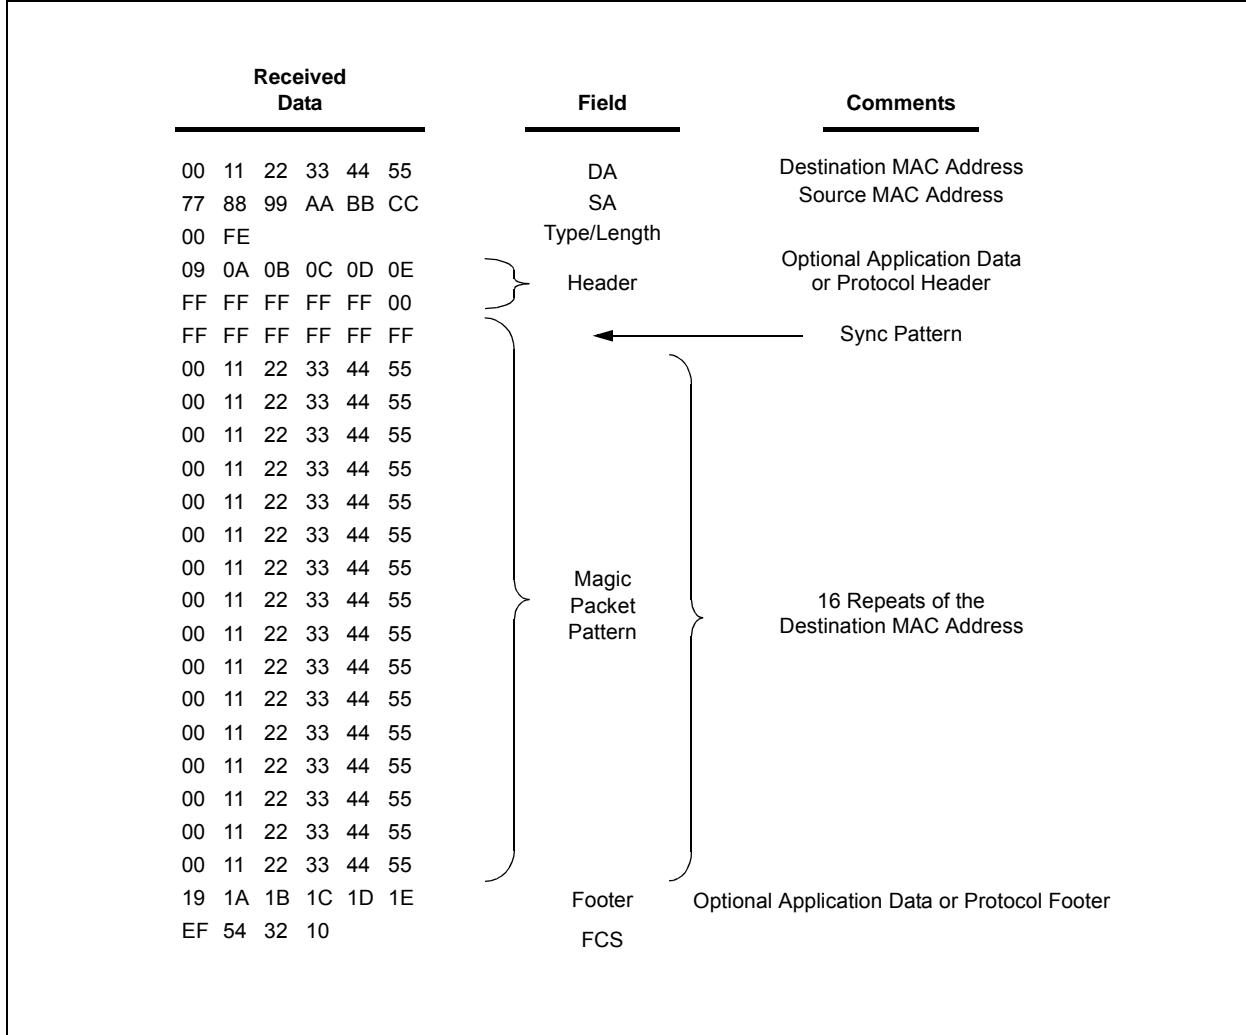 Received
Data Field Comments
00 11 22 33 44 55 DA Destination MAC Address
77 88 99 AA BB CC SA Source MAC Address
00 FE Type/Length
09 0A 0B 0C 0D 0E Header Optional Application Data
or Protocol Header
FF FF FF FF FF 00
FF FF FF FF FF FF Sync Pattern
00 11 22 33 44 55
00 11 22 33 44 55
00 11 22 33 44 55
00 11 22 33 44 55
00 11 22 33 44 55
00 11 22 33 44 55
00 11 22 33 44 55 Magic
00 11 22 33 44 55 Packet 16 Repeats of the
00 11 22 33 44 55 Pattern Destination MAC Address
00 11 22 33 44 55
00 11 22 33 44 55
00 11 22 33 44 55
00 11 22 33 44 55
00 11 22 33 44 55
00 11 22 33 44 55
00 11 22 33 44 55
19 1A 1B 1C 1D 1E Footer Optional Application Data or Protocol Footer
EF 54 32 10 FCS